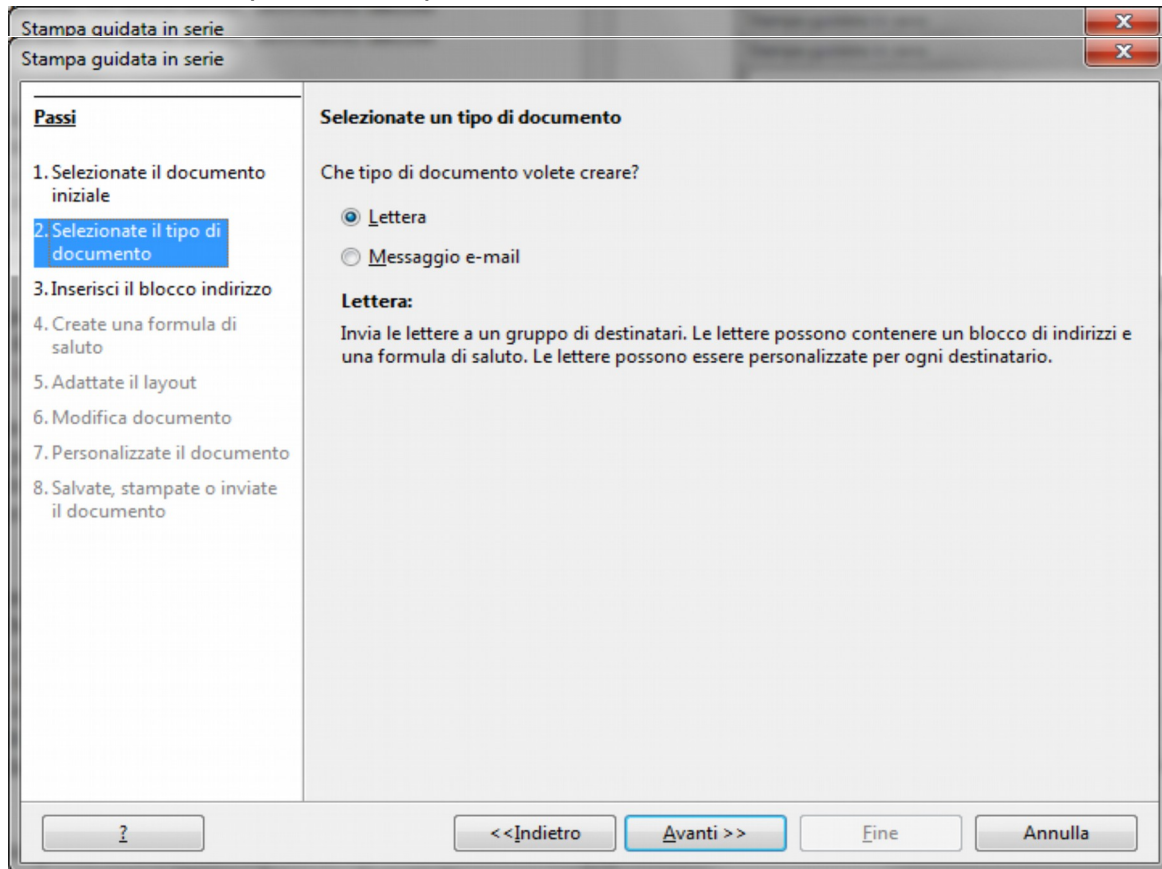 Stampa guidata in serie
Stampa guidata in serie
Passi
1. Selezionate il documento
iniziale
2. Selezionate il tipo di
documento
3. Inserisci il blocco indirizzo
4. Create una formula di
saluto
5. Adattate il layout
6. Modifica documento
7. Personalizzate il documento
8. Salvate, stampate o inviate
il documento
Selezionate un tipo di documento
Che tipo di documento volete creare?
Lettera
Messaggio e-mail
Lettera:
Invia le lettere a un gruppo di destinatari. Le lettere possono contenere un blocco di indirizzi e
una formula di saluto. Le lettere possono essere personalizzate per ogni destinatario.
?
<<Indietro
Avanti >>
Fine
Annulla